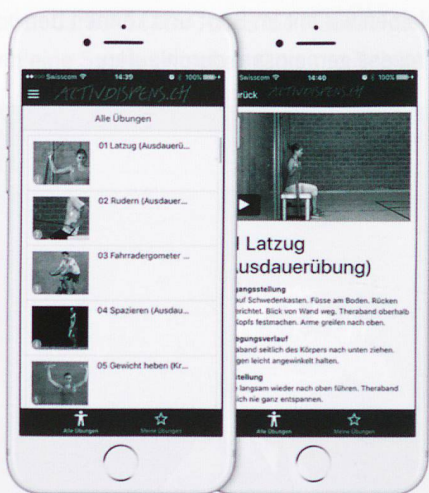 Swisscom 14:39 100%
ACTIVDISPENS.CH
Alle Übungen
01 Latzug (Ausdauerü...
02 Rudern (Ausdauer...
03 Fahrradergometer ...
04 Spazieren (Ausdau...
05 Gewicht heben (Kr...
Alle Übungen Meine Übungen
Swisscom 14:40 100%
urück ACTIVDISPENS.CH
Latzug
usdauerübung)
gangsstellung
auf Schwedenkasten. Füsse am Boden. Rücken
erichtet. Blick von Wand weg. Theraband oberhalb
Kopfs festmachen. Arme greifen nach oben.
egungsverlauf
aband seitlich des Körpers nach unten ziehen.
gen leicht angewinkelt halten.
stellung
langsam wieder nach oben führen. Theraband
ich nie ganz entspannen.
Alle Übungen Meine Übungen